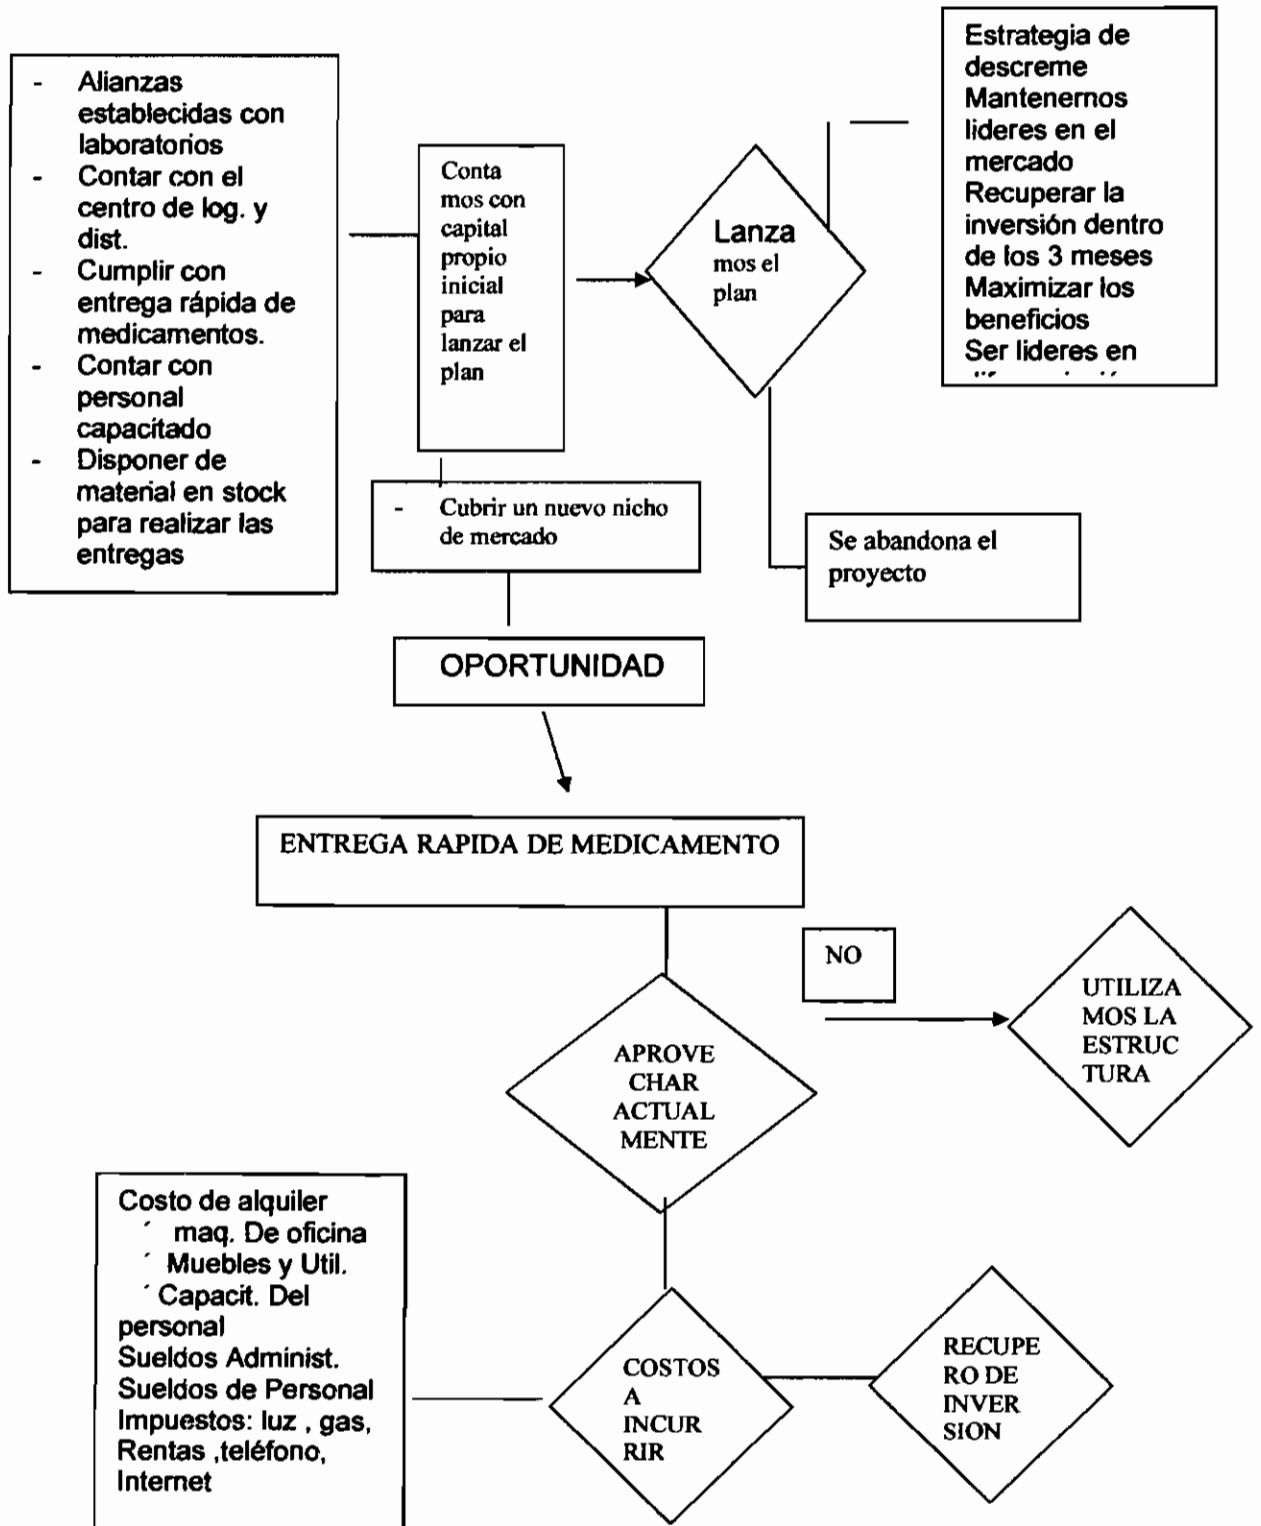 - Alianzas
establecidas con
laboratorios
- Contar con el
centro de log. y
dist.
- Cumplir con
entrega rápida de
medicamentos.
- Contar con
personal
capacitado
- Disponer de
material en stock
para realizar las
entregas
Conta
mos con
capital
propio
inicial
para
lanzar el
plan
Lanza
mos el
plan
Estrategia de
descreme
Mantenernos
lideres en el
mercado
Recuperar la
inversión dentro
de los 3 meses
Maximizar los
beneficios
Ser lideres en
- Cubrir un nuevo nicho
de mercado
Se abandona el
proyecto
OPORTUNIDAD
ENTREGA RAPIDA DE MEDICAMENTO
NO
UTILIZA
MOS LA
ESTRUC
TURA
APROVE
CHAR
ACTUAL
MENTE
Costo de alquiler
´ maq. De oficina
´ Muebles y Util.
´ Capacit. Del
personal
Sueldos Administ.
Sueldos de Personal
Impuestos: luz , gas,
Rentas ,teléfono,
Internet
COSTOS
A
INCUR
RIR
RECUPE
RO DE
INVER
SION